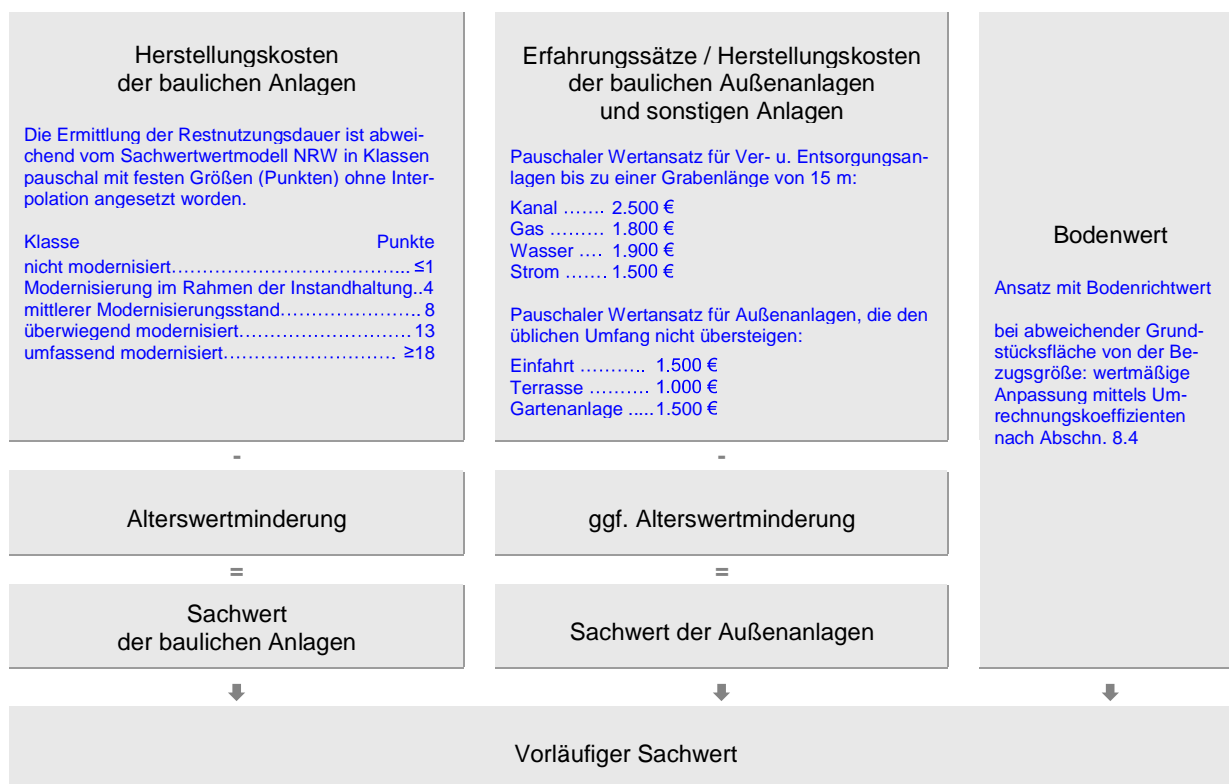 Herstellungskosten
der baulichen Anlagen
Die Ermittlung der Restnutzungsdauer ist abwei-
chend vom Sachwertwertmodell NRW in Klassen
pauschal mit festen Größen (Punkten) ohne Inter-
polation angesetzt worden.
Klasse Punkte
nicht modernisiert………………………………... ≤1
Modernisierung im Rahmen der Instandhaltung..4
mittlerer Modernisierungsstand………………….. 8
überwiegend modernisiert………………………. 13
umfassend modernisiert………………………… ≥18
-
Alterswertminderung
=
Sachwert
der baulichen Anlagen
Erfahrungssätze / Herstellungskosten
der baulichen Außenanlagen
und sonstigen Anlagen
Pauschaler Wertansatz für Ver- u. Entsorgungsan-
lagen bis zu einer Grabenlänge von 15 m:
Kanal ……. 2.500 €
Gas ……… 1.800 €
Wasser …. 1.900 €
Strom ……. 1.500 €
Pauschaler Wertansatz für Außenanlagen, die den
üblichen Umfang nicht übersteigen:
Einfahrt ……….. 1.500 €
Terrasse ………. 1.000 €
Gartenanlage ..... 1.500 €
-
ggf. Alterswertminderung
=
Sachwert der Außenanlagen
Bodenwert
Ansatz mit Bodenrichtwert
bei abweichender Grund-
stücksfläche von der Be-
zugsgröße: wertmäßige
Anpassung mittels Um-
rechnungskoeffizienten
nach Abschn. 8.4
Vorläufiger Sachwert